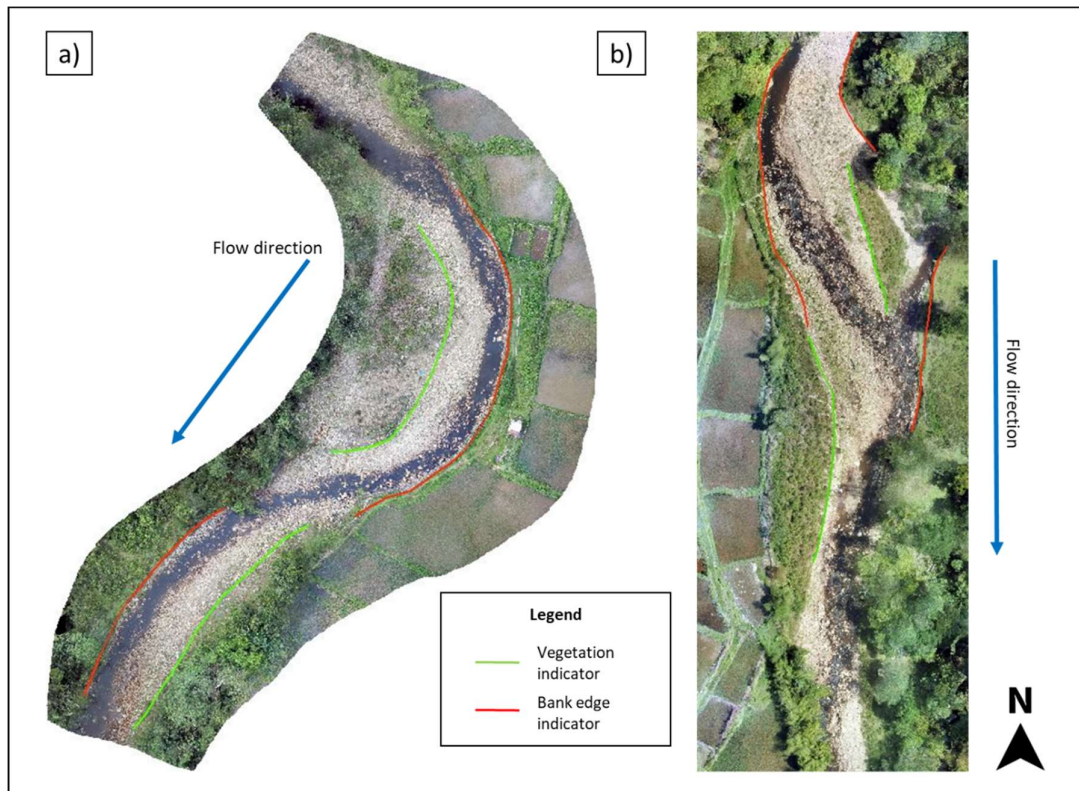 a)
b)
Flow direction
Flow direction
Legend
Vegetation
indicator
Bank edge
indicator
N